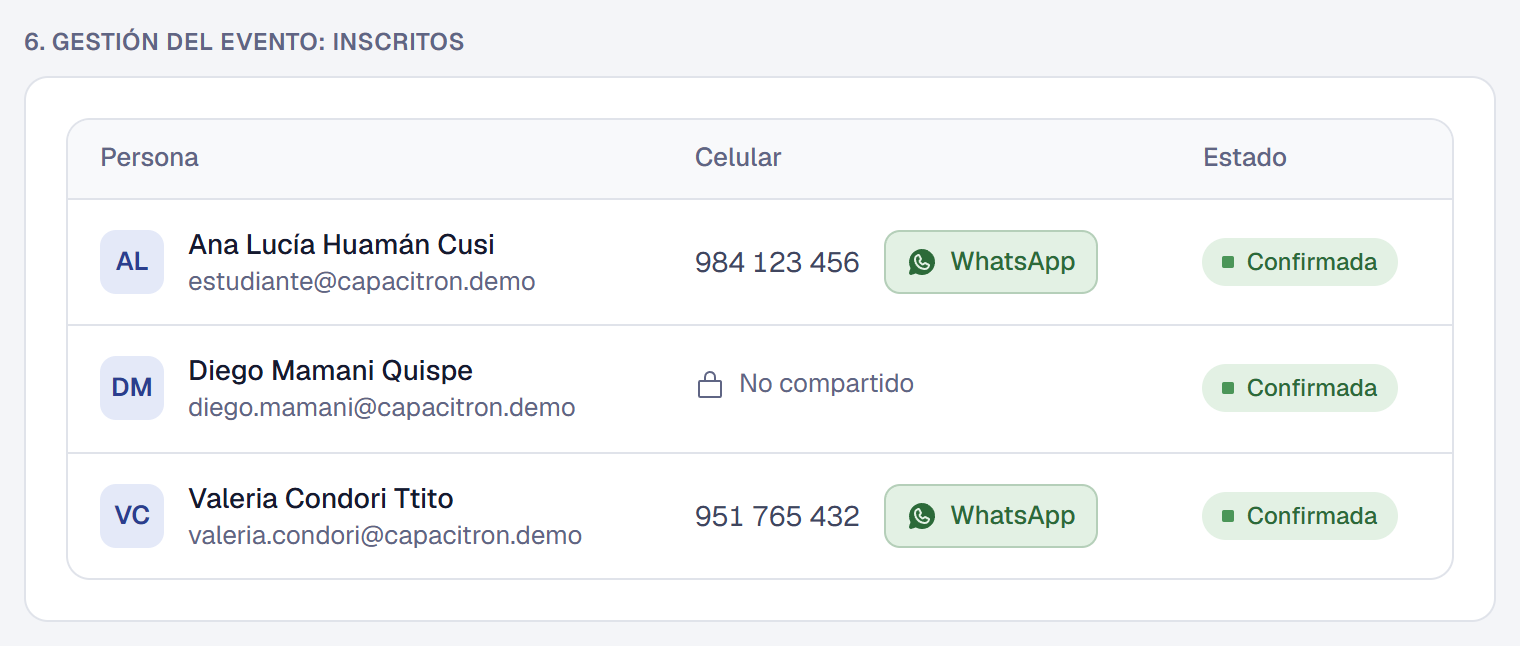 6. GESTIÓN DEL EVENTO: INSCRITOS
Persona Celular Estado
AL Ana Lucía Huamán Cusi
estudiante@capacitron.demo
984 123 456 WhatsApp Confirmada
DM Diego Mamani Quispe
diego.mamani@capacitron.demo
No compartido Confirmada
VC Valeria Condori Ttito
valeria.condori@capacitron.demo
951 765 432 WhatsApp Confirmada